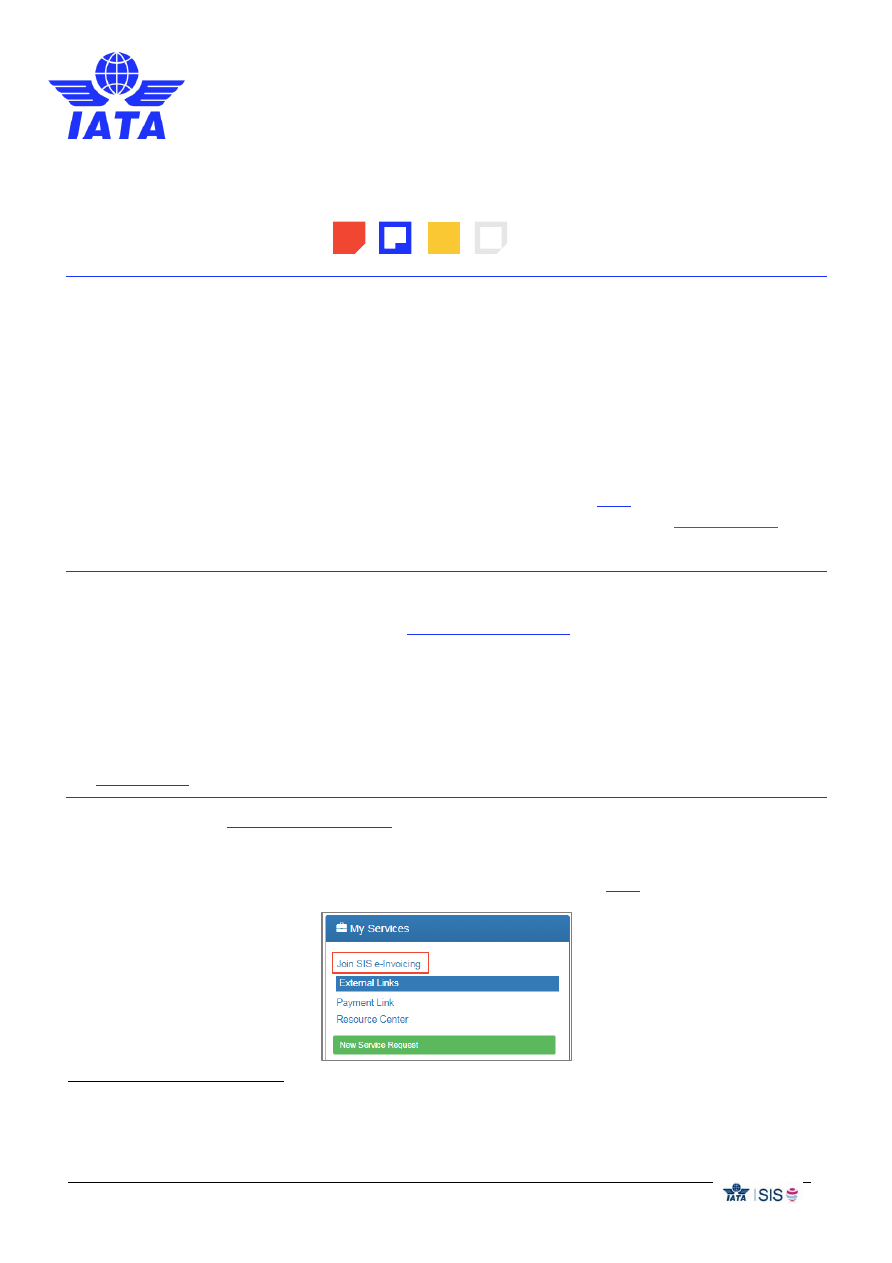 IATA
My Services
Join SIS e-Invoicing
External Links
Payment Link
Resource Center
New Service Request
IATA SIS